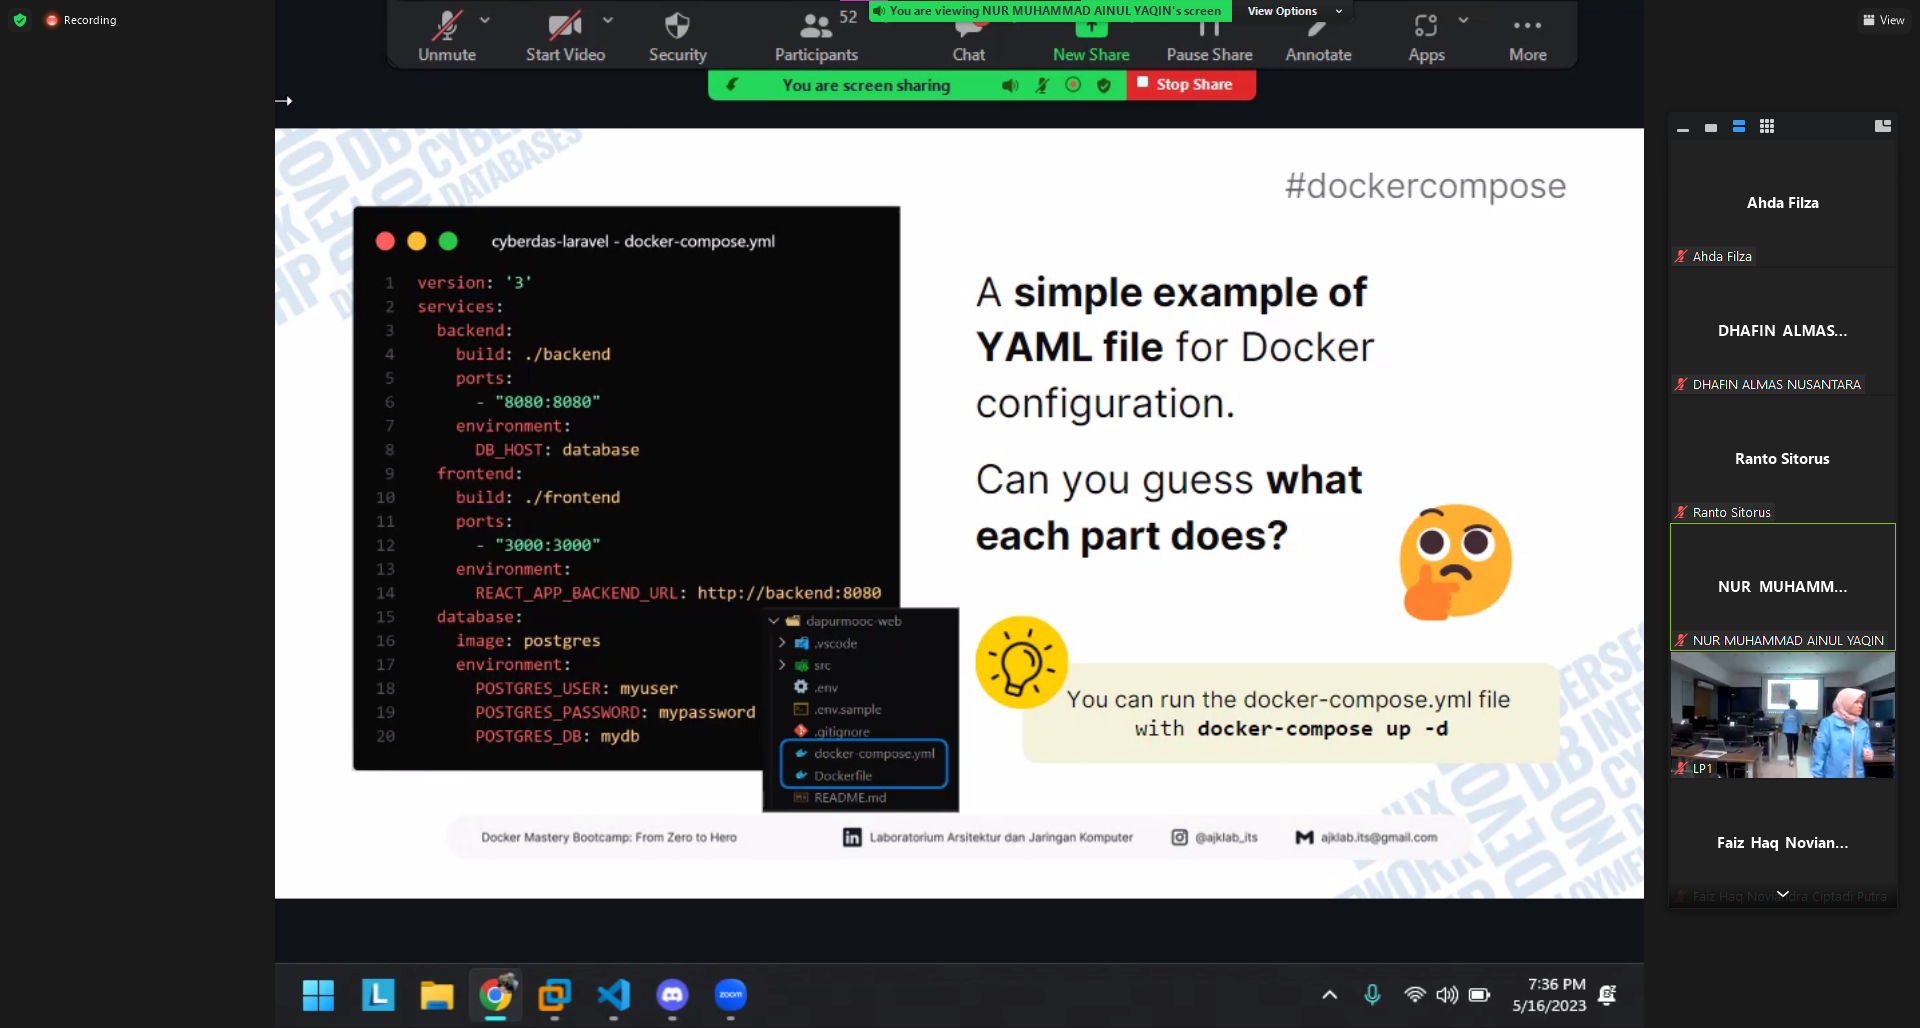 Recording
You are viewing NUR MUHAMMAD AINUL YAQIN's screen
View Options
View
Unmute
Start Video
Security
Participants
52
Chat
New Share
Pause Share
Annotate
Apps
More
You are screen sharing
Stop Share
#dockercompose
cyberdas-laravel - docker-compose.yml
1 version: '3'
2 services:
3 backend:
4 build: ./backend
5 ports:
6 - "8080:8080"
7 environment:
8 DB_HOST: database
9 frontend:
10 build: ./frontend
11 ports:
12 - "3000:3000"
13 environment:
14 REACT_APP_BACKEND_URL: http://backend:8080
15 database:
16 image: postgres
17 environment:
18 POSTGRES_USER: myuser
19 POSTGRES_PASSWORD: mypassword
20 POSTGRES_DB: mydb
dapurmooc-web
.vscode
src
.env
.env.sample
.gitignore
docker-compose.yml
Dockerfile
README.md
A simple example of
YAML file for Docker
configuration.
Can you guess what
each part does?
You can run the docker-compose.yml file
with docker-compose up -d
Docker Mastery Bootcamp: From Zero to Hero
Laboratorium Arsitektur dan Jaringan Komputer
@ajklab_its
ajklab.its@gmail.com
CYBER
DATABASES
Ahda Filza
Ahda Filza
DHAFIN ALMAS...
DHAFIN ALMAS NUSANTARA
Ranto Sitorus
Ranto Sitorus
NUR MUHAMM...
NUR MUHAMMAD AINUL YAQIN
LP1
Faiz Haq Novian...
Faiz Haq Noviandra Ciptadi Putra
L
zoom
7:36 PM
5/16/2023